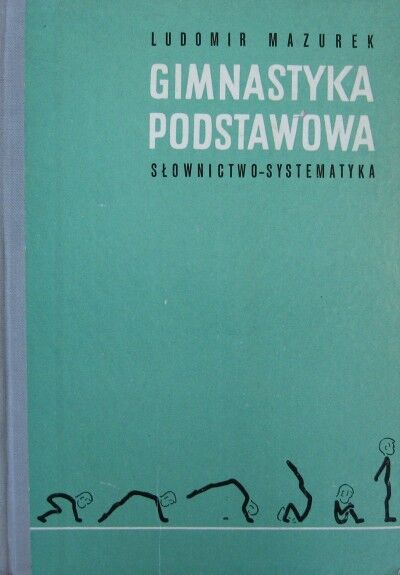 LUDOMIR MAZUREK
GIMNASTYKA
PODSTAWOWA
SŁOWNICTWO-SYSTEMATYKA